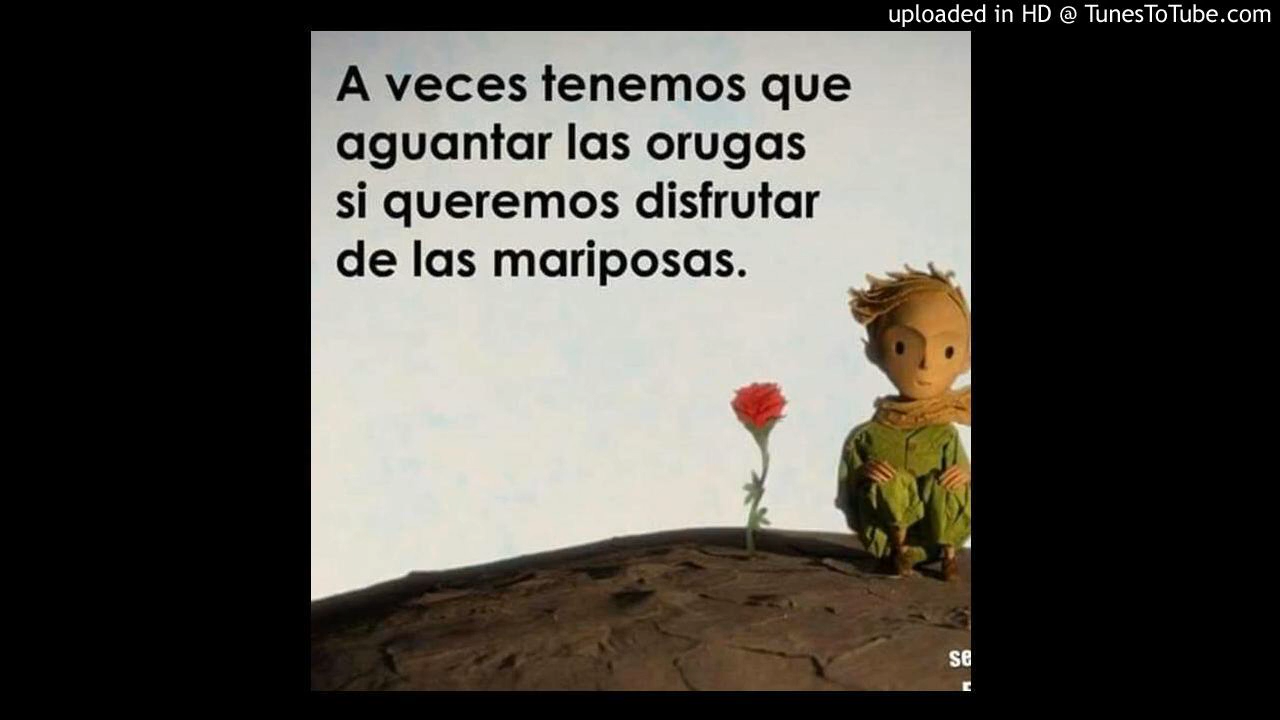 uploaded in HD @ TunesToTube.com
A veces tenemos que
aguantar las orugas
si queremos disfrutar
de las mariposas.